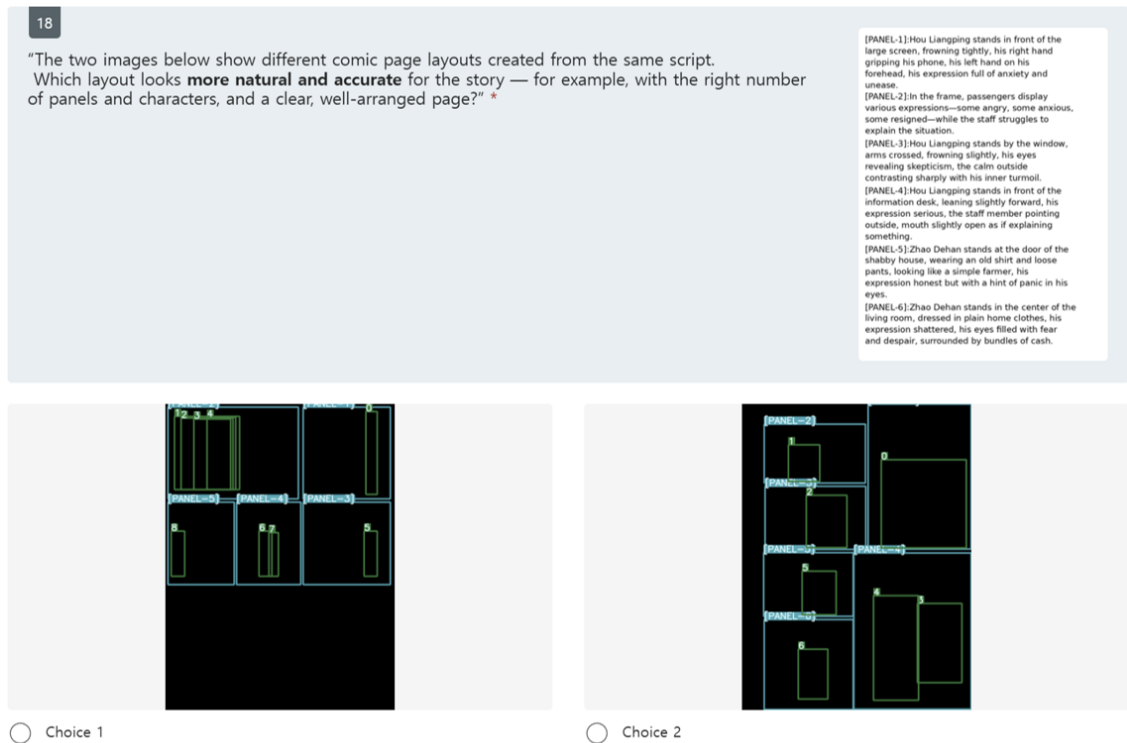 18
“The two images below show different comic page layouts created from the same script.
Which layout looks more natural and accurate for the story — for example, with the right number
of panels and characters, and a clear, well-arranged page?” *
[PANEL-1]:Hou Liangping stands in front of the
large screen, frowning tightly, his right hand
gripping his phone, his left hand on his
forehead, his expression full of anxiety and
unease.
[PANEL-2]:In the frame, passengers display
various expressions—some angry, some anxious,
some resigned—while the staff struggles to
explain the situation.
[PANEL-3]:Hou Liangping stands by the window,
arms crossed, frowning slightly, his eyes
revealing skepticism, the calm outside
contrasting sharply with his inner turmoil.
[PANEL-4]:Hou Liangping stands in front of the
information desk, leaning slightly forward, his
expression serious, the staff member pointing
outside, mouth slightly open as if explaining
something.
[PANEL-5]:Zhao Dehan stands at the door of the
shabby house, wearing an old shirt and loose
pants, looking like a simple farmer, his
expression honest but with a hint of panic in his
eyes.
[PANEL-6]:Zhao Dehan stands in the center of the
living room, dressed in plain home clothes, his
expression shattered, his eyes filled with fear
and despair, surrounded by bundles of cash.
1 2 3 4 0
[PANEL-5] [PANEL-4] [PANEL-3]
8 6 7 5
[PANEL-2]
1
0
2
5
4 3
6
Choice 1
Choice 2